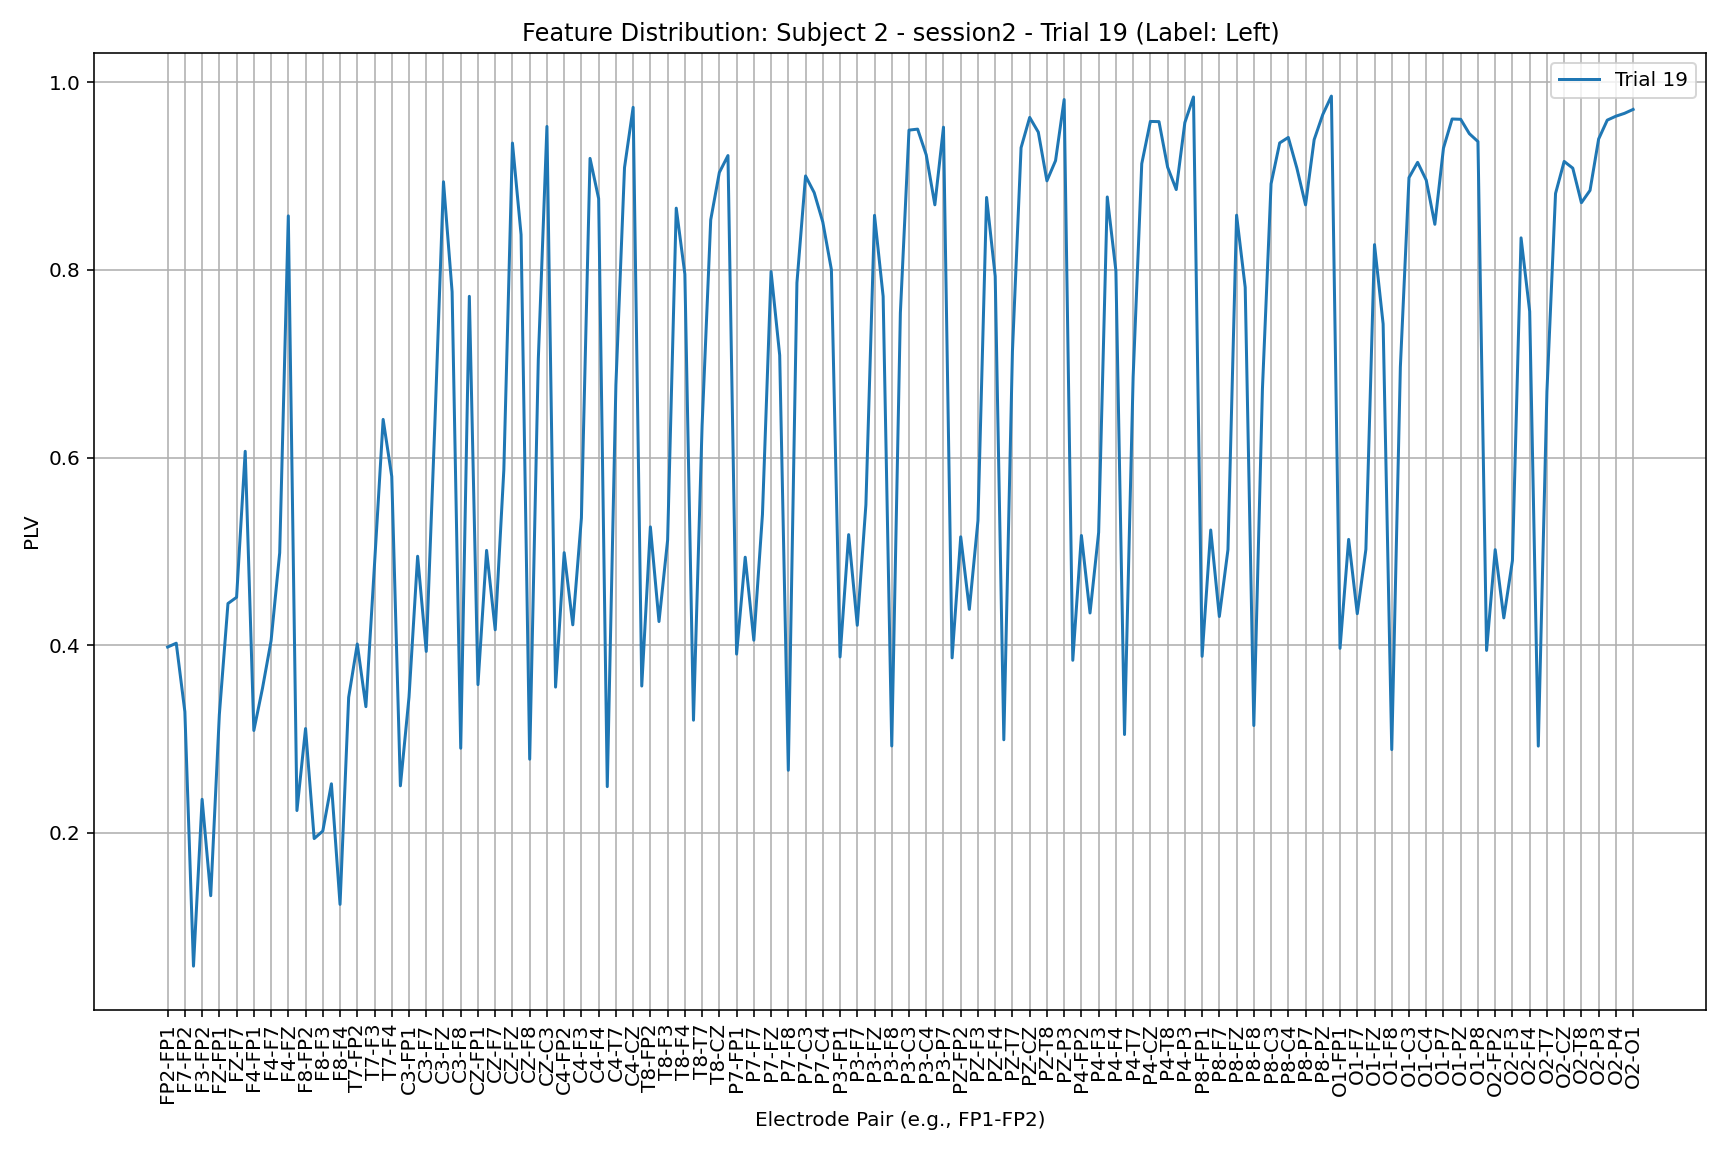 Feature Distribution: Subject 2 - session2 - Trial 19 (Label: Left)
Trial 19
PLV
1.0
0.8
0.6
0.4
0.2
FP2-FP1
F7-FP2
F3-FP2
FZ-FP1
FZ-F7
F4-FP1
F4-F7
F4-FZ
F8-FP2
F8-F3
F8-F4
T7-FP2
T7-F3
T7-F4
C3-FP1
C3-F7
C3-FZ
C3-F8
CZ-FP1
CZ-F7
CZ-FZ
CZ-F8
CZ-C3
C4-FP2
C4-F3
C4-F4
C4-T7
C4-CZ
T8-FP2
T8-F3
T8-F4
T8-T7
T8-CZ
P7-FP1
P7-F7
P7-FZ
P7-F8
P7-C3
P7-C4
P3-FP1
P3-F7
P3-FZ
P3-F8
P3-C3
P3-C4
P3-P7
PZ-FP2
PZ-F3
PZ-F4
PZ-T7
PZ-CZ
PZ-T8
PZ-P3
P4-FP2
P4-F3
P4-F4
P4-T7
P4-CZ
P4-T8
P4-P3
P8-FP1
P8-F7
P8-FZ
P8-F8
P8-C3
P8-C4
P8-P7
P8-PZ
O1-FP1
O1-F7
O1-FZ
O1-F8
O1-C3
O1-C4
O1-P7
O1-PZ
O1-P8
O2-FP2
O2-F3
O2-F4
O2-T7
O2-CZ
O2-T8
O2-P3
O2-P4
O2-O1
Electrode Pair (e.g., FP1-FP2)